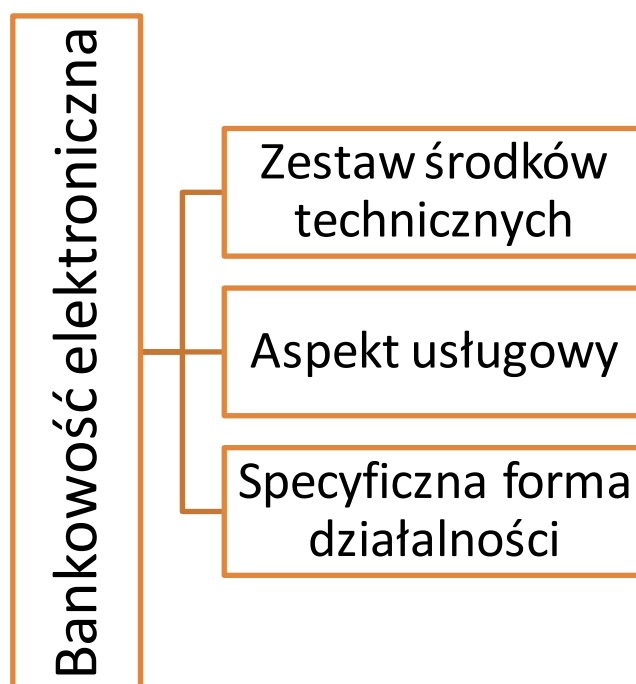 Bankowość elektroniczna
Zestaw środków
technicznych
Aspekt usługowy
Specyficzna forma
działalności